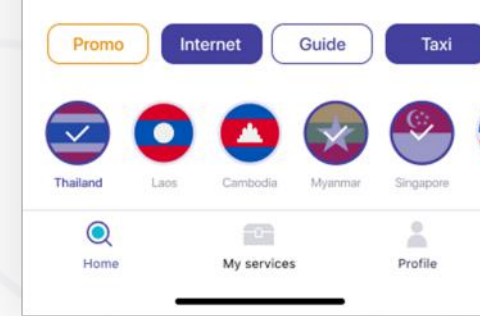 Promo Internet Guide Taxi
Thailand Laos Cambodia Myanmar Singapore
Home My services Profile